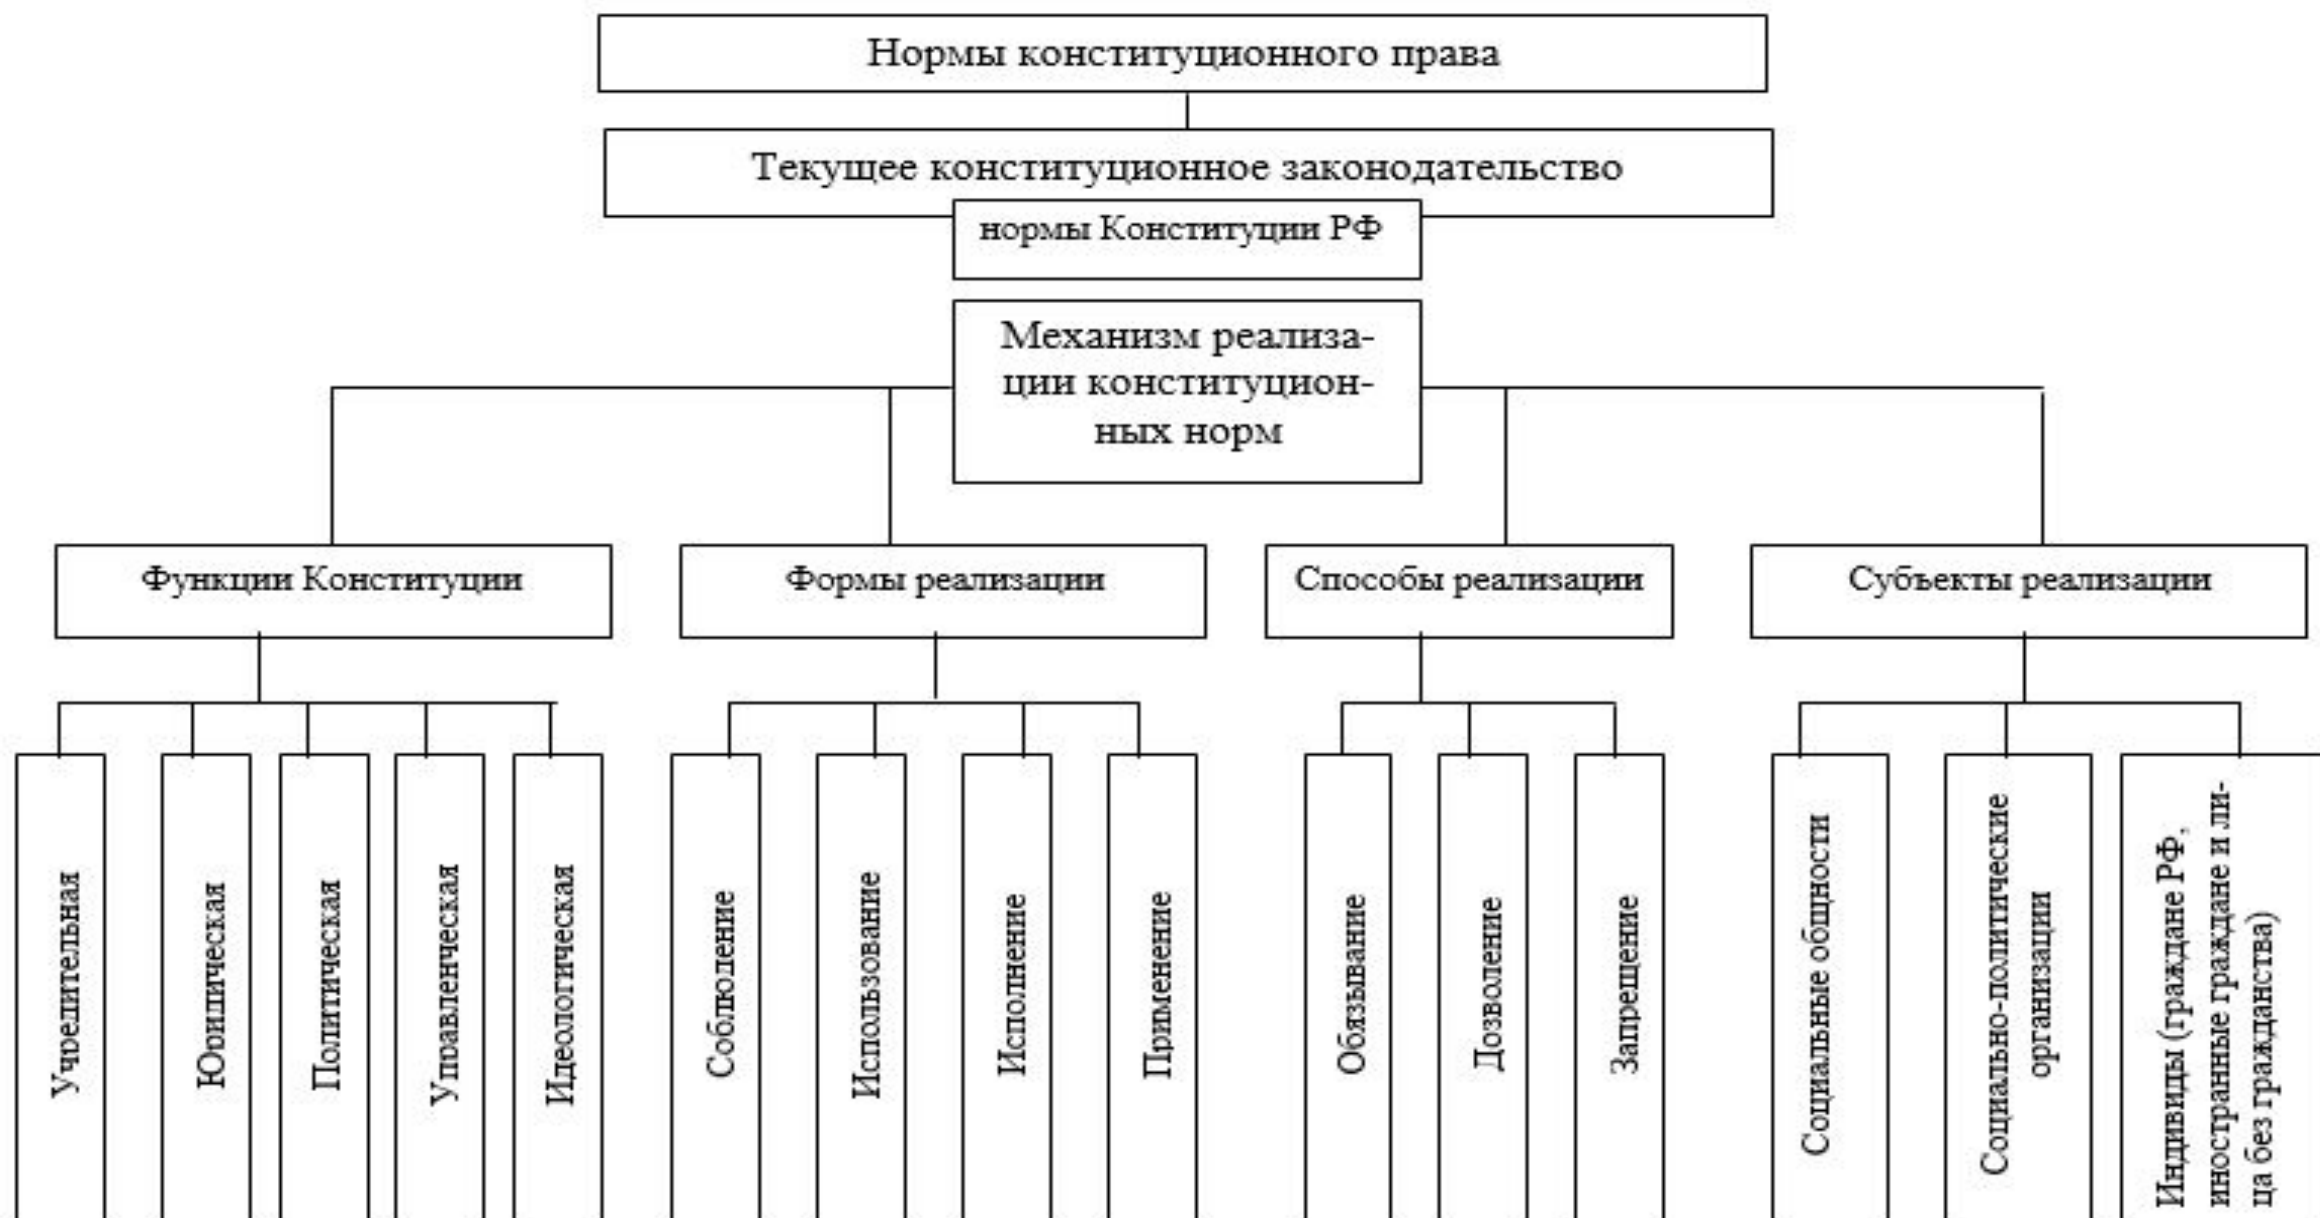 Нормы конституционного права
Текущее конституционное законодательство
нормы Конституции РФ
Механизм реализа-
ции конституцион-
ных норм
Функции Конституции
Формы реализации
Способы реализации
Субъекты реализации
Учредительная
Юридическая
Политическая
Управленческая
Идеологическая
Соблюдение
Использование
Исполнение
Применение
Обязывание
Дозволение
Запрещение
Социальные общности
Социально-политические
организации
Индивиды (граждане РФ,
иностранные граждане и ли-
ца без гражданства)